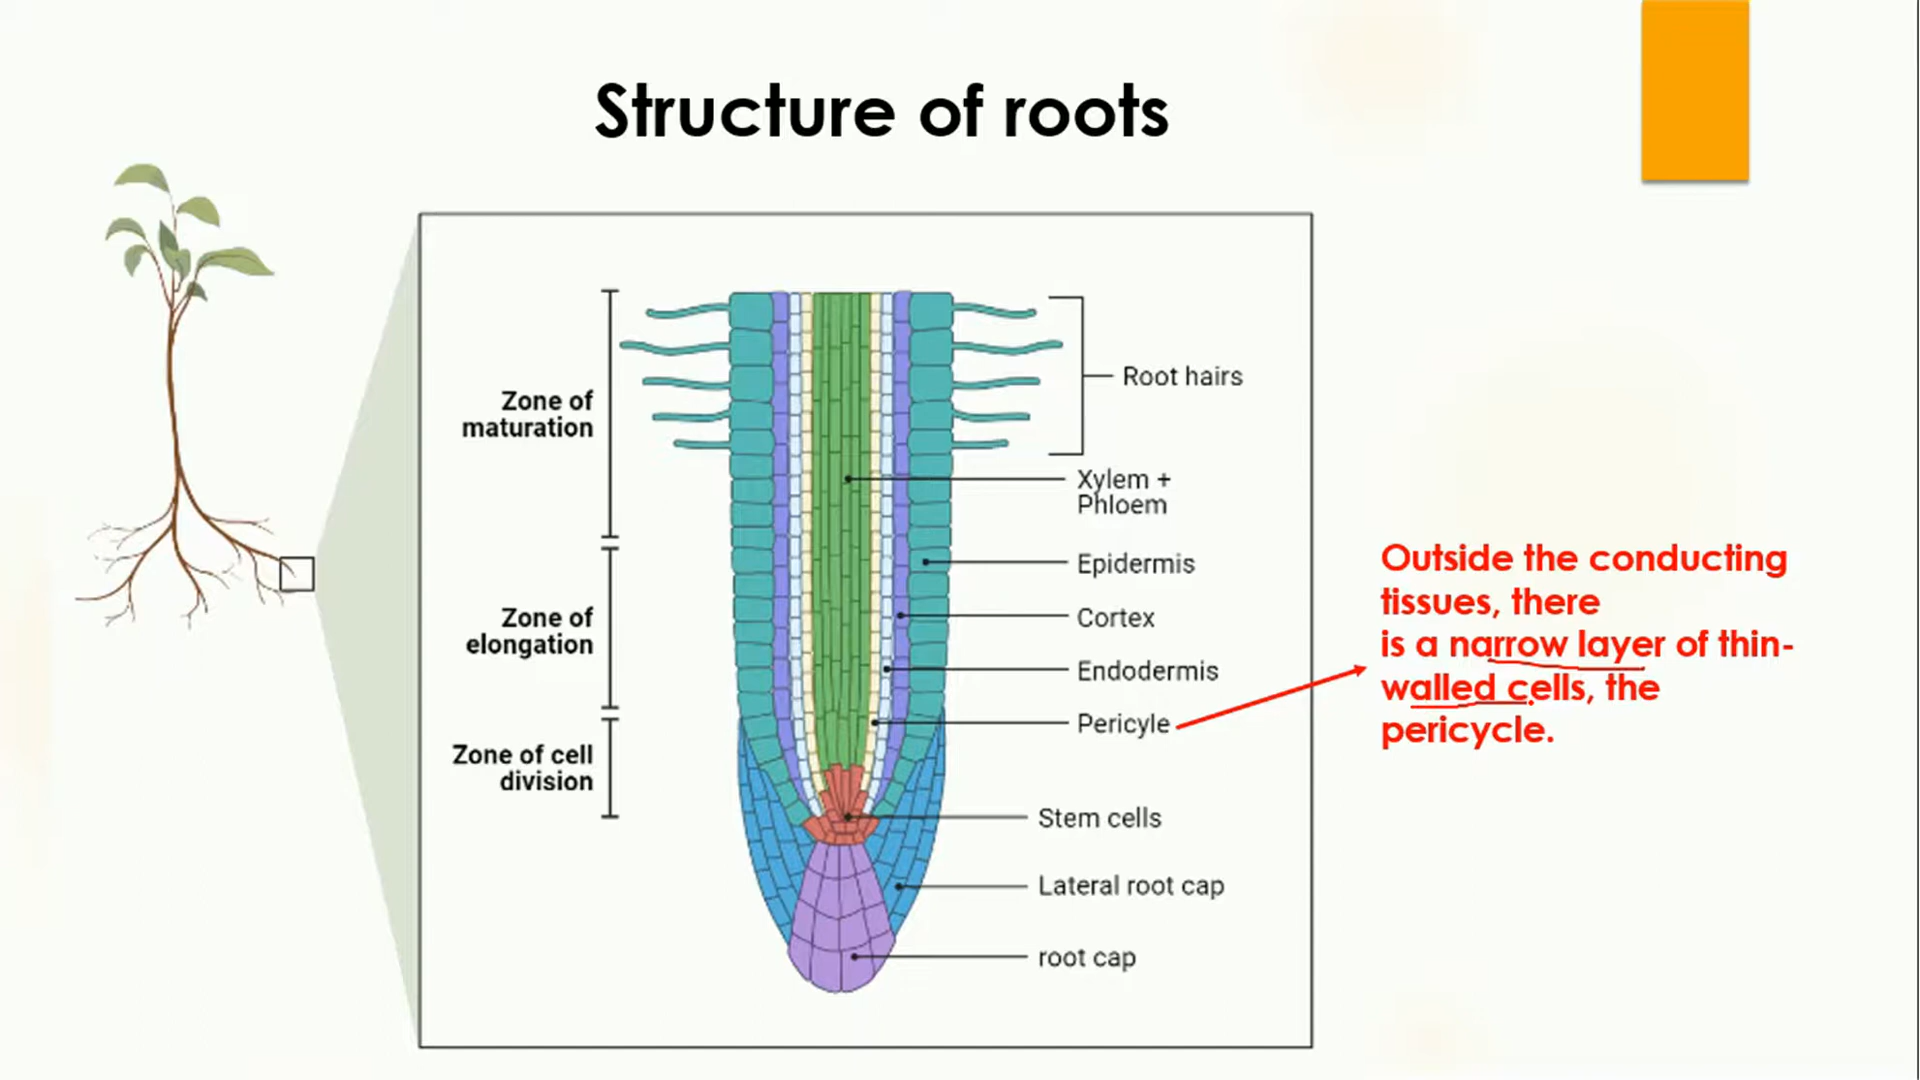 Structure of roots
Zone of
maturation
Root hairs
Xylem +
Phloem
Epidermis
Zone of
elongation
Cortex
Endodermis
Pericyle
Zone of cell
division
Stem cells
Lateral root cap
root cap
Outside the conducting
tissues, there
is a narrow layer of thin-
walled cells, the
pericycle.